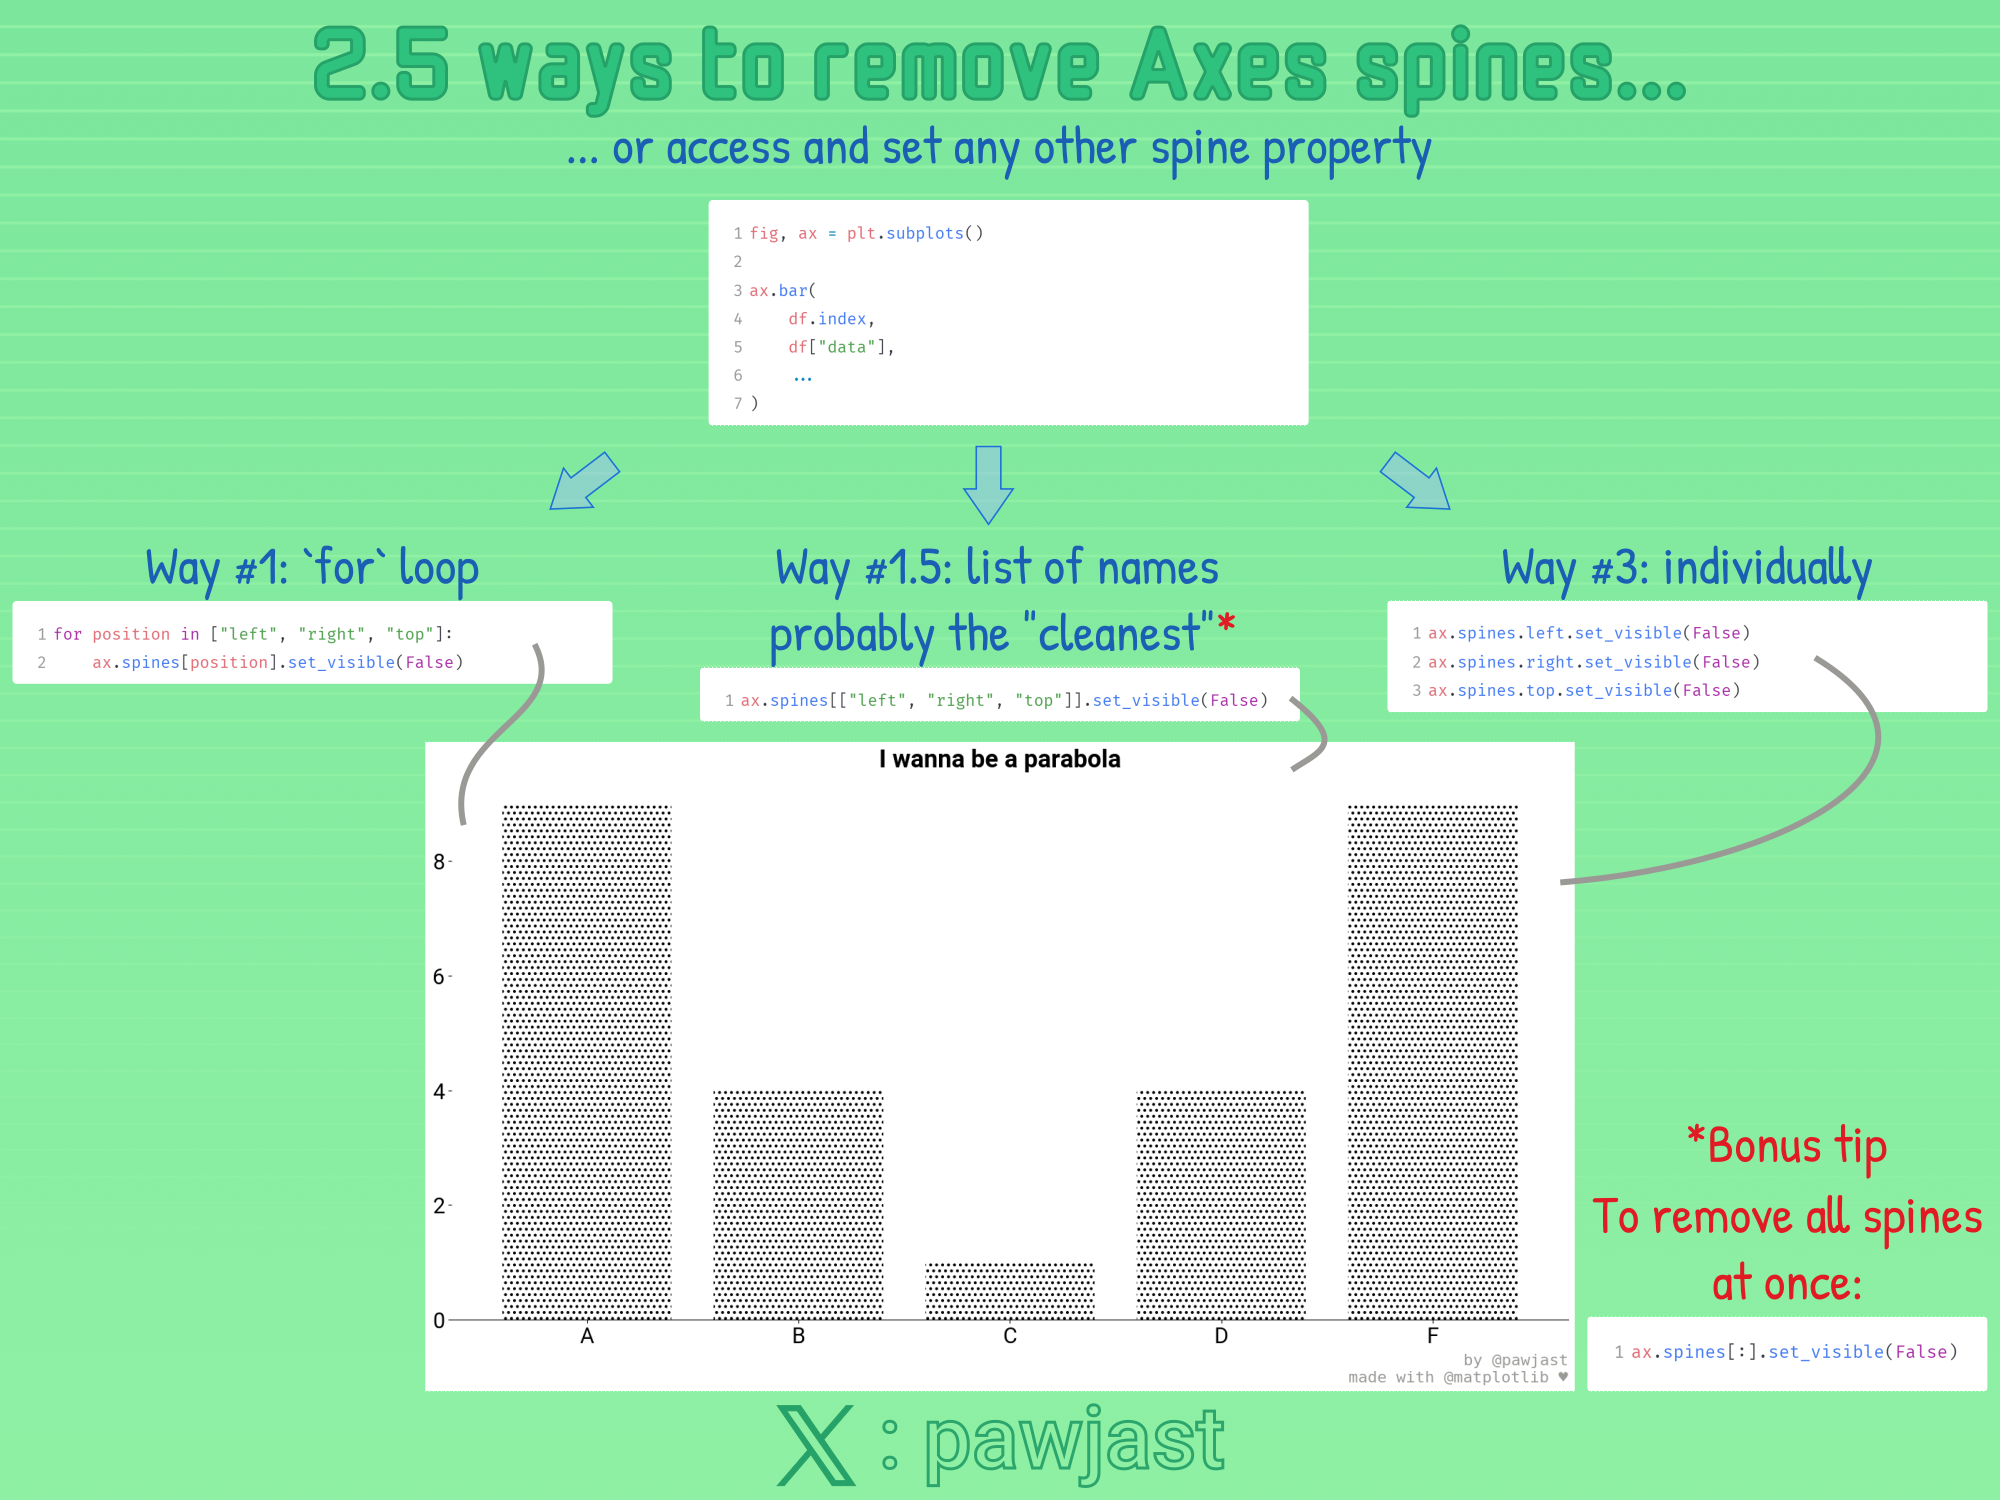 2.5 ways to remove Axes spines...
... or access and set any other spine property
1 fig, ax = plt.subplots()
2
3 ax.bar(
4     df.index,
5     df["data"],
6     ...
7 )
Way #1: `for` loop
1 for position in ["left", "right", "top"]:
2     ax.spines[position].set_visible(False)
Way #1.5: list of names
probably the "cleanest"*
1 ax.spines[["left", "right", "top"]].set_visible(False)
Way #3: individually
1 ax.spines.left.set_visible(False)
2 ax.spines.right.set_visible(False)
3 ax.spines.top.set_visible(False)
I wanna be a parabola
8
6
4
2
0
A B C D F
by @pawjast
made with @matplotlib ♥
*Bonus tip
To remove all spines
at once:
1 ax.spines[:].set_visible(False)
X : pawjast